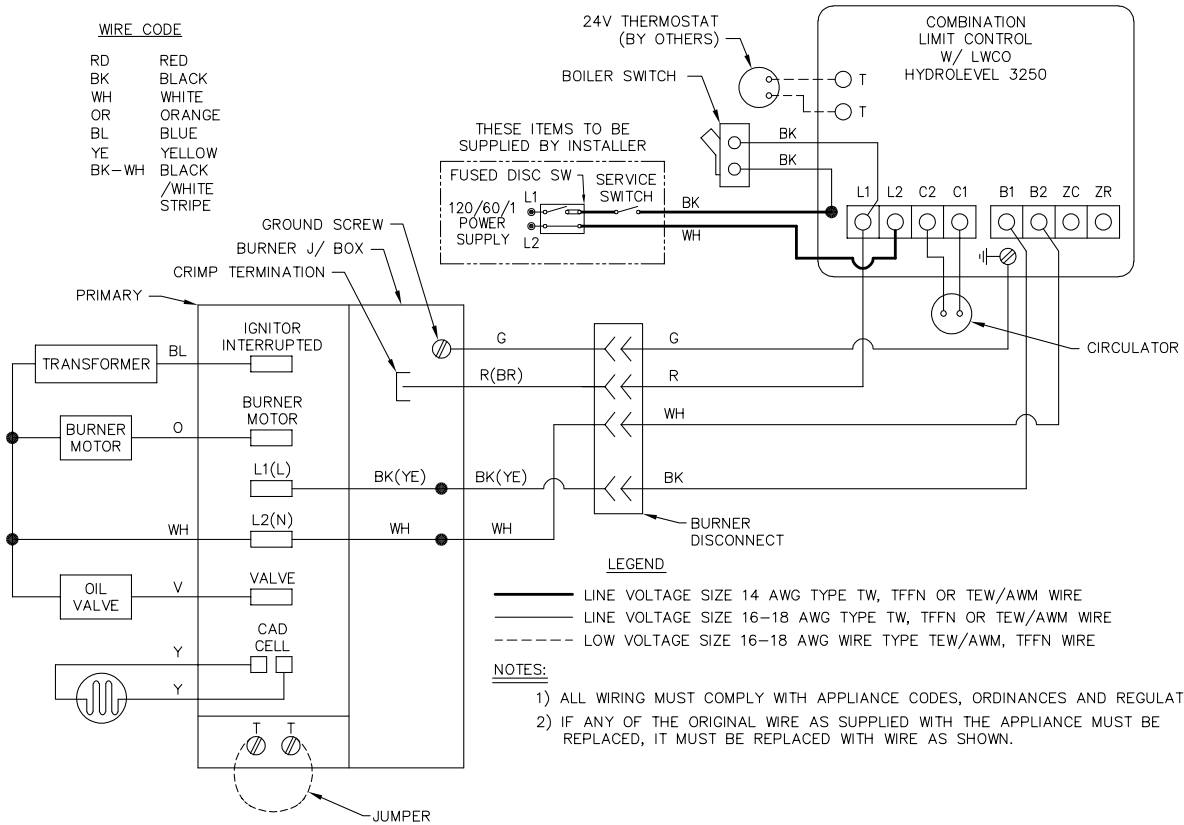 WIRE CODE
RD RED
BK BLACK
WH WHITE
OR ORANGE
BL BLUE
YE YELLOW
BK-WH BLACK
/WHITE
STRIPE
24V THERMOSTAT
(BY OTHERS)
BOILER SWITCH
COMBINATION
LIMIT CONTROL
W/ LWCO
HYDROLEVEL 3250
T
T
BK
BK
THESE ITEMS TO BE
SUPPLIED BY INSTALLER
FUSED DISC SW
SERVICE
SWITCH
L1
120/60/1
POWER
SUPPLY
L2
BK
WH
L1 L2 C2 C1 B1 B2 ZC ZR
GROUND SCREW
BURNER J/ BOX
CRIMP TERMINATION
PRIMARY
CIRCULATOR
TRANSFORMER
BL
IGNITOR
INTERRUPTED
G
G
R(BR)
R
BURNER
MOTOR
O
BURNER
MOTOR
WH
L1(L)
BK(YE)
BK(YE)
BK
WH
L2(N)
WH
WH
BURNER
DISCONNECT
OIL
VALVE
V
VALVE
CAD
CELL
Y
Y
T T
JUMPER
LEGEND
LINE VOLTAGE SIZE 14 AWG TYPE TW, TFFN OR TEW/AWM WIRE
LINE VOLTAGE SIZE 16-18 AWG TYPE TW, TFFN OR TEW/AWM WIRE
LOW VOLTAGE SIZE 16-18 AWG WIRE TYPE TEW/AWM, TFFN WIRE
NOTES:
1) ALL WIRING MUST COMPLY WITH APPLIANCE CODES, ORDINANCES AND REGULAT
2) IF ANY OF THE ORIGINAL WIRE AS SUPPLIED WITH THE APPLIANCE MUST BE
REPLACED, IT MUST BE REPLACED WITH WIRE AS SHOWN.